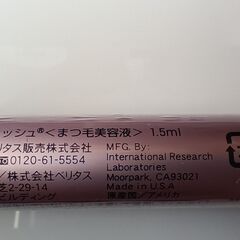 ッシュ®<まつ毛美容液> 1.5ml
リタス販売株式会社
0120-61-5554
株式会社ベリタス
芝2-29-14
ビルディング
MFG. By:
International Research
Laboratories
Moorpark, CA93021
Made in U.S.A
原産国/アメリカ